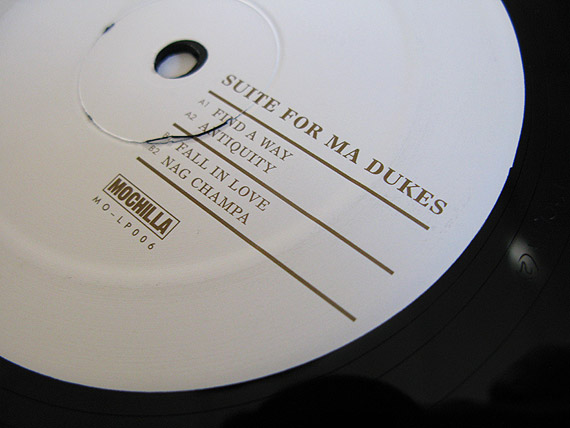 SUITE FOR MA DUKES
A1 FIND A WAY
A2 ANTIQUITY
B1 FALL IN LOVE
B2 NAG CHAMPA
MOCHILLA
MO-LP006